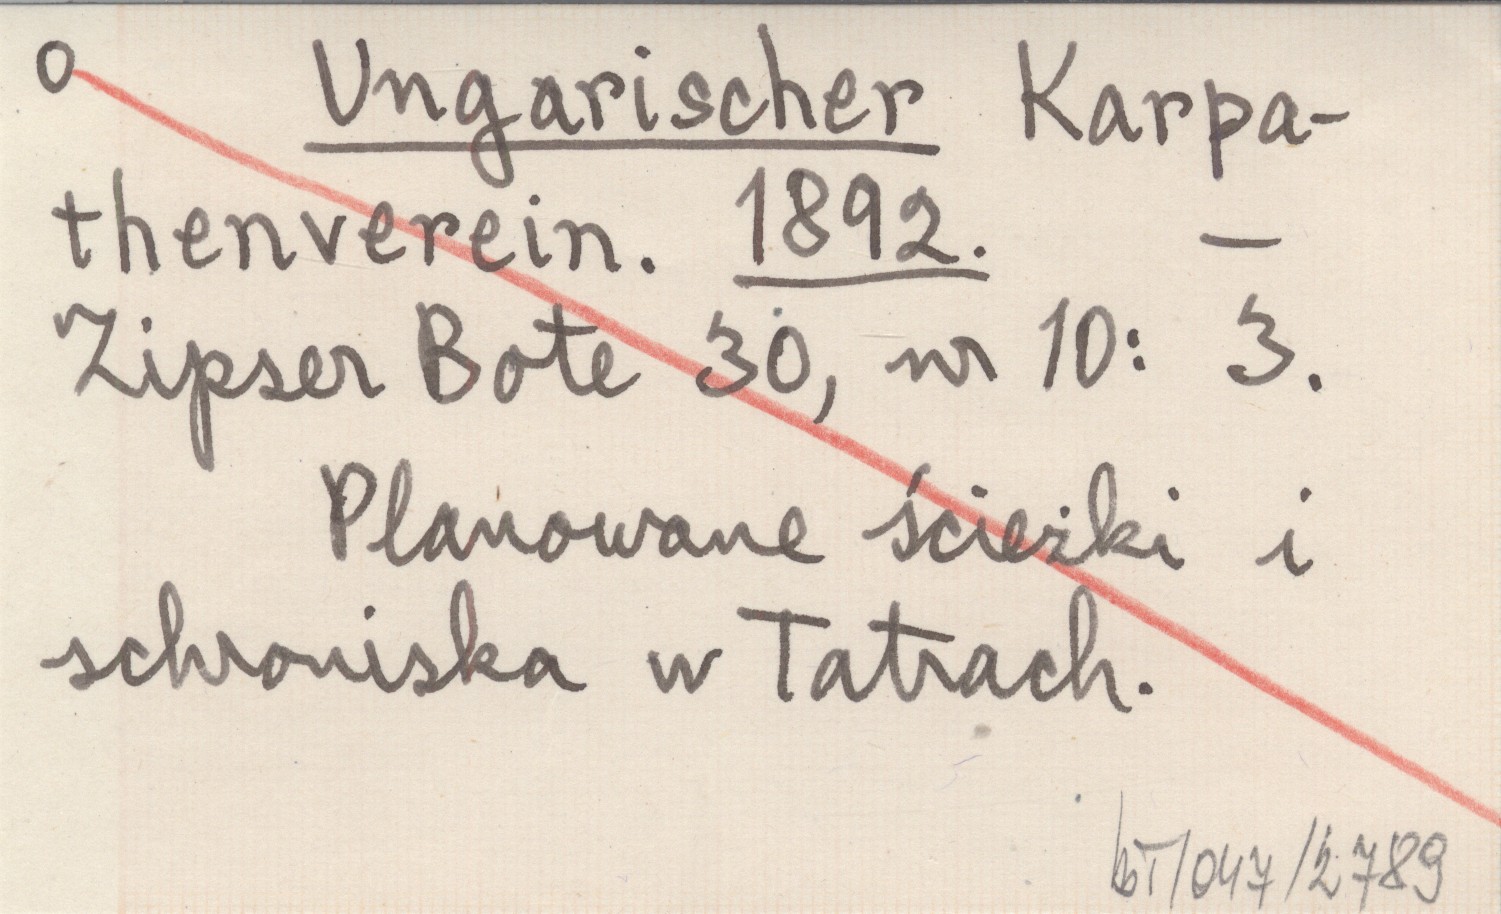 o Ungarischer Karpa-
thenverein. 1892. —
Zipser Bote 30, nr 10: 3.
Planowane ścieżki i
schroniska w Tatrach.
bT/047/2789